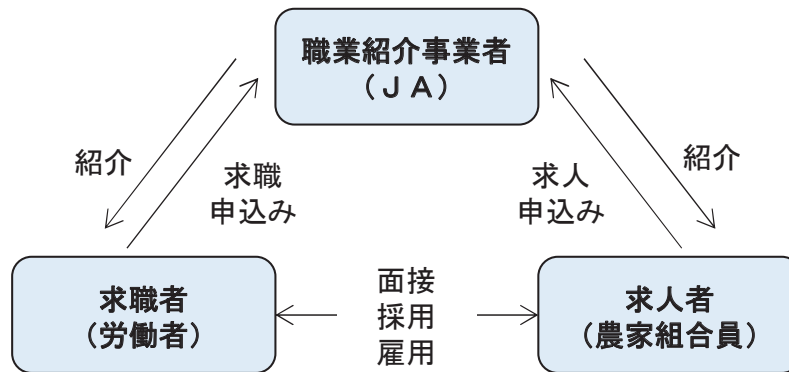 職業紹介事業者
（ＪＡ）
紹介
求職
申込み
求人
申込み
紹介
求職者
（労働者）
面接
採用
雇用
求人者
（農家組合員）